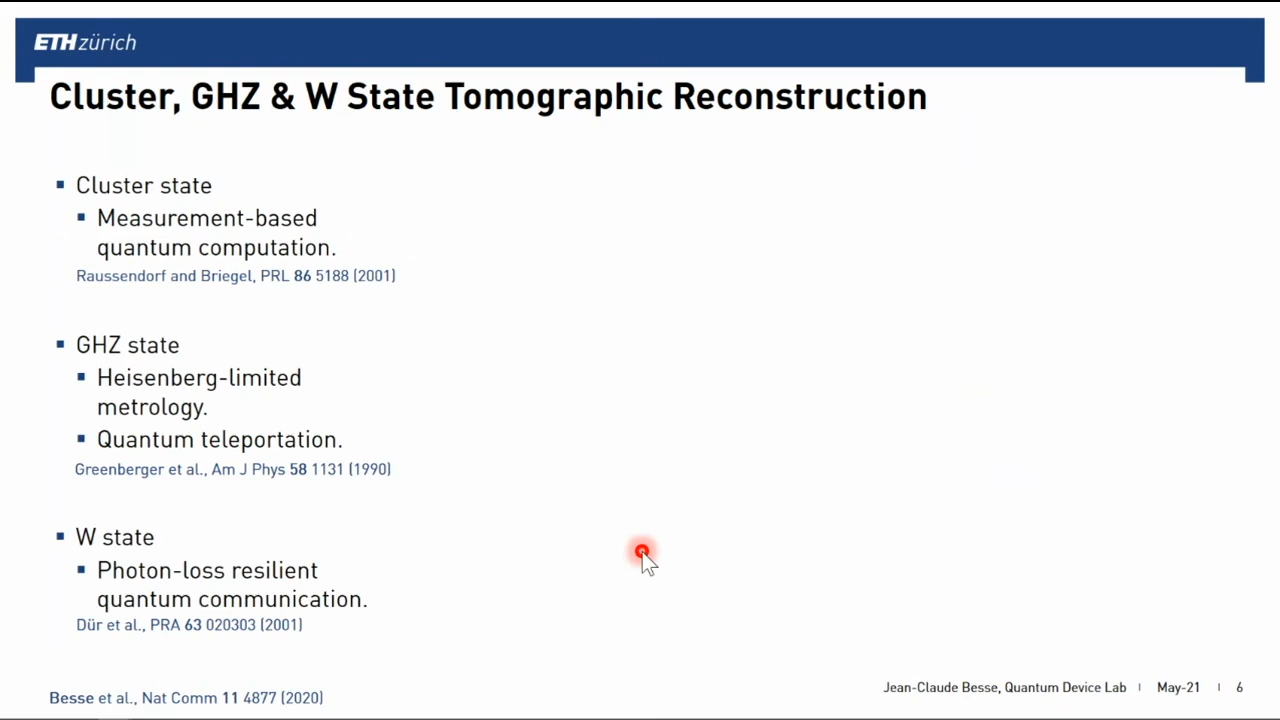 ETH zürich
Cluster, GHZ & W State Tomographic Reconstruction
Cluster state
Measurement-based
quantum computation.
Raussendorf and Briegel, PRL 86 5188 (2001)
GHZ state
Heisenberg-limited
metrology.
Quantum teleportation.
Greenberger et al., Am J Phys 58 1131 (1990)
W state
Photon-loss resilient
quantum communication.
Dür et al., PRA 63 020303 (2001)
Besse et al., Nat Comm 11 4877 (2020)
Jean-Claude Besse, Quantum Device Lab | May-21 | 6